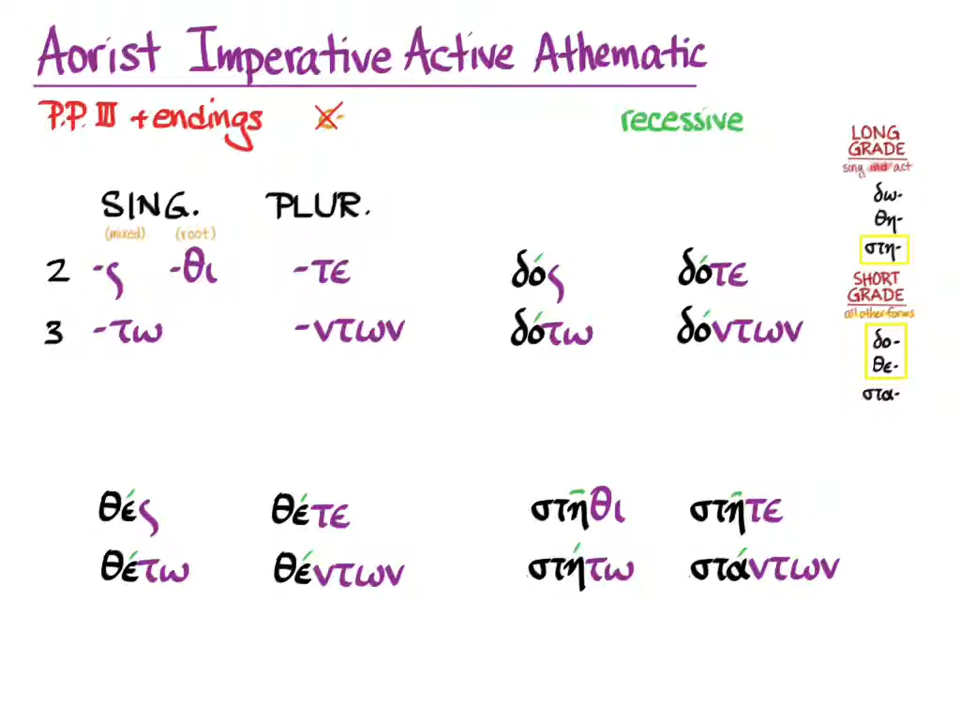 Aorist Imperative Active Athematic
P.P. III + endings ε- recessive
SING. PLUR.
(mixed) (root)
2 -ς -θι -τε δός δότε
3 -τω -ντων δότω δόντων
θές θέτε στῆθι στῆτε
θέτω θέντων στήτω στάντων
LONG
GRADE
sing act
δω-
θη-
στη-
SHORT
GRADE
all other forms
δο-
θε-
στα-